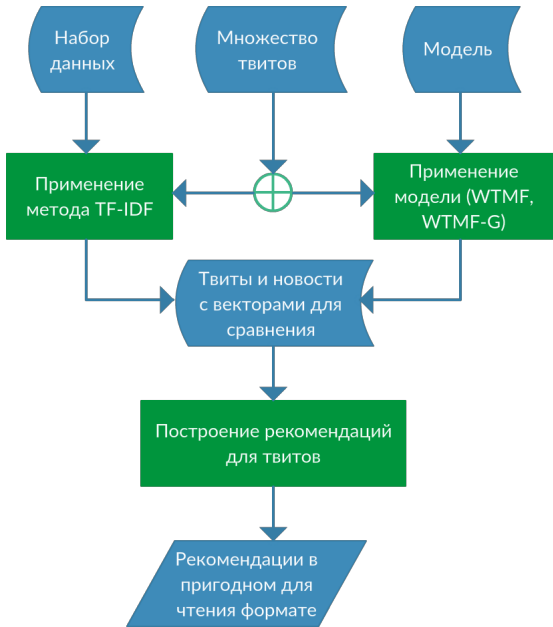 Набор
данных
Множество
твитов
Модель
Применение
метода TF-IDF
Применение
модели (WTMF,
WTMF-G)
Твиты и новости
с векторами для
сравнения
Построение рекомендаций
для твитов
Рекомендации в
пригодном для
чтения формате